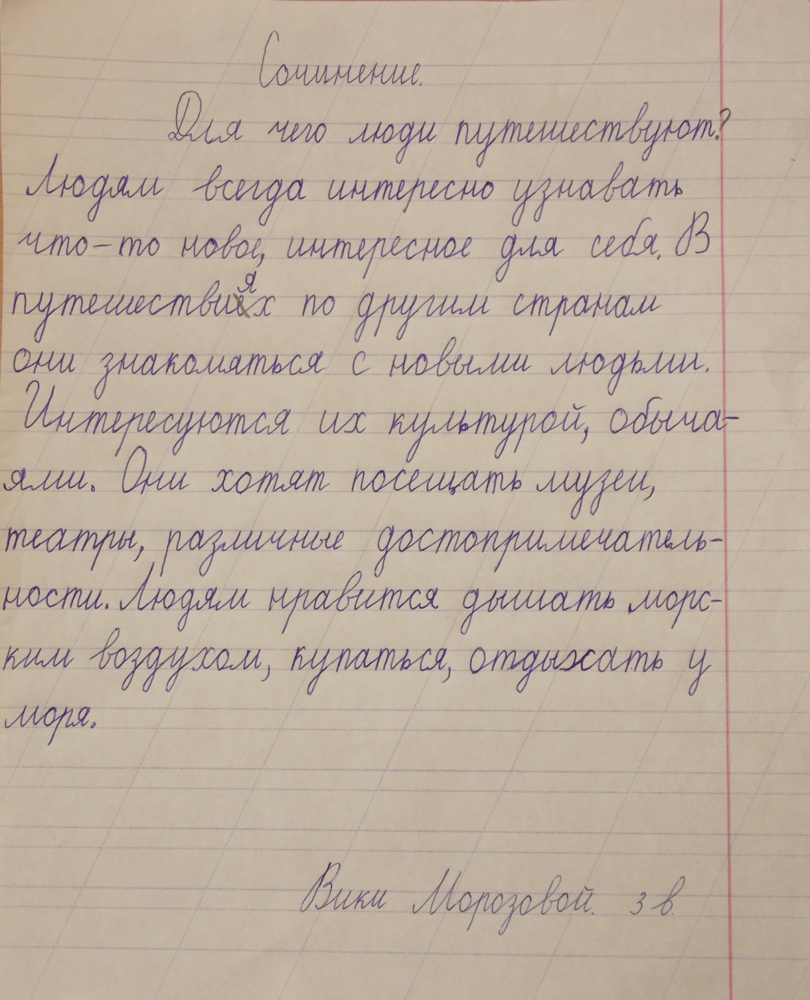 Сочинение.
Для чего люди путешествуют?
Людям всегда интересно узнавать
что-то новое, интересное для себя. В
путешествиях по другим странам
они знакомяться с новыми людьми.
Интересуются их культурой, обыча-
ями. Они хотят посещать музеи,
театры, различные достопримечатель-
ности. Людям нравится дышать морс-
ким воздухом, купаться, отдыхать у
моря.
Вики Морозовой. 3 в